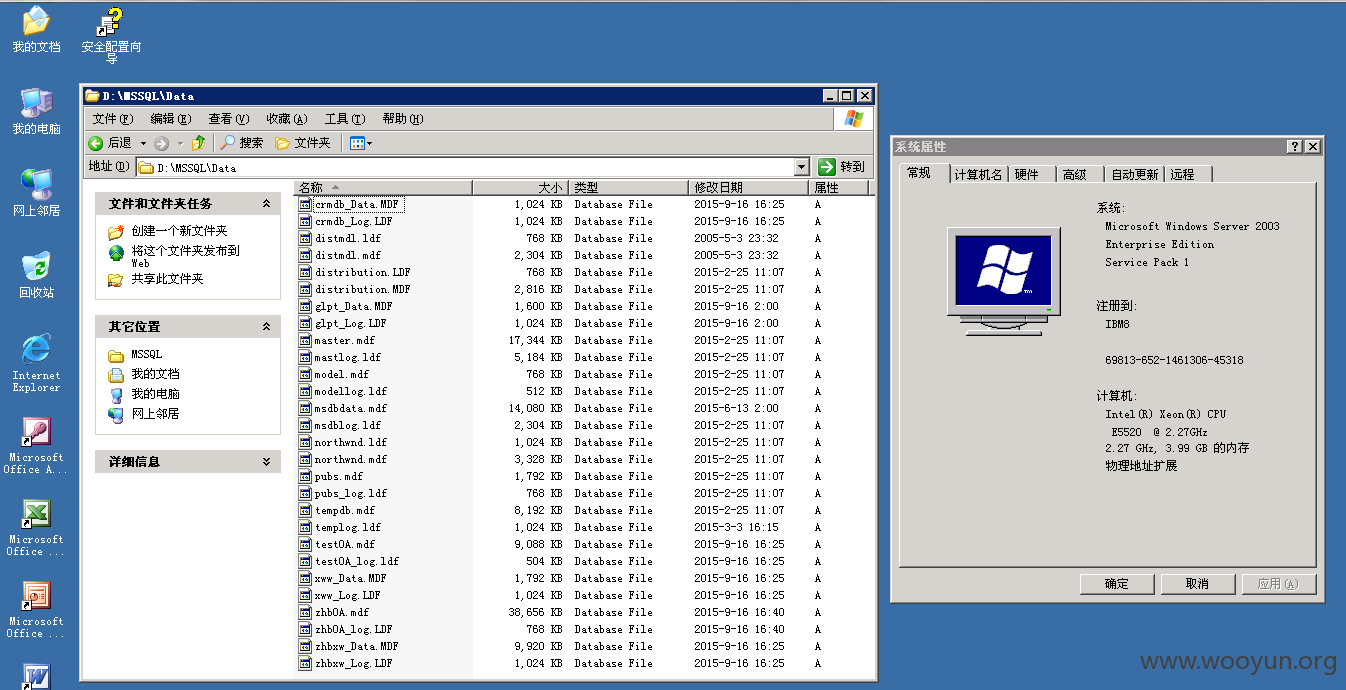 我的文档
安全配置向
导
我的电脑
网上邻居
回收站
Internet
Explorer
Microsoft
Office A...
Microsoft
Office ...
Microsoft
Office ...
D:\MSSQL\Data
文件(F) 编辑(E) 查看(V) 收藏(A) 工具(T) 帮助(H)
后退 搜索 文件夹
地址(D) D:\MSSQL\Data 转到
文件和文件夹任务
创建一个新文件夹
将这个文件夹发布到
Web
共享此文件夹
其它位置
MSSQL
我的文档
我的电脑
网上邻居
详细信息
名称 大小 类型 修改日期 属性
crmdb_Data.MDF 1,024 KB Database File 2015-9-16 16:25 A
crmdb_Log.LDF 1,024 KB Database File 2015-9-16 16:25 A
distmdl.ldf 768 KB Database File 2005-5-3 23:32 A
distmdl.mdf 2,304 KB Database File 2005-5-3 23:32 A
distribution.LDF 768 KB Database File 2015-2-25 11:07 A
distribution.MDF 2,816 KB Database File 2015-2-25 11:07 A
glpt_Data.MDF 1,600 KB Database File 2015-9-16 2:00 A
glpt_Log.LDF 1,024 KB Database File 2015-9-16 2:00 A
master.mdf 17,344 KB Database File 2015-2-25 11:07 A
mastlog.ldf 5,184 KB Database File 2015-2-25 11:07 A
model.mdf 768 KB Database File 2015-2-25 11:07 A
modellog.ldf 512 KB Database File 2015-2-25 11:07 A
msdbdata.mdf 14,080 KB Database File 2015-6-13 2:00 A
msdblog.ldf 2,304 KB Database File 2015-2-25 11:07 A
northwnd.ldf 1,024 KB Database File 2015-2-25 11:07 A
northwnd.mdf 3,328 KB Database File 2015-2-25 11:07 A
pubs.mdf 1,792 KB Database File 2015-2-25 11:07 A
pubs_log.ldf 768 KB Database File 2015-2-25 11:07 A
tempdb.mdf 8,192 KB Database File 2015-2-25 11:07 A
templog.ldf 1,024 KB Database File 2015-3-3 16:15 A
testOA.mdf 9,088 KB Database File 2015-9-16 16:25 A
testOA_log.ldf 504 KB Database File 2015-9-16 16:25 A
xww_Data.MDF 1,792 KB Database File 2015-9-16 16:25 A
xww_Log.LDF 1,024 KB Database File 2015-9-16 16:25 A
zhbOA.mdf 38,656 KB Database File 2015-9-16 16:40 A
zhbOA_log.LDF 768 KB Database File 2015-9-16 16:40 A
zhbxw_Data.MDF 9,920 KB Database File 2015-9-16 16:25 A
zhbxw_Log.LDF 1,024 KB Database File 2015-9-16 16:25 A
系统属性
常规 计算机名 硬件 高级 自动更新 远程
系统:
Microsoft Windows Server 2003
Enterprise Edition
Service Pack 1
注册到:
IBM8
69813-652-1461306-45318
计算机:
Intel(R) Xeon(R) CPU
E5520 @ 2.27GHz
2.27 GHz, 3.99 GB 的内存
物理地址扩展
确定 取消 应用(A)
www.wooyun.org